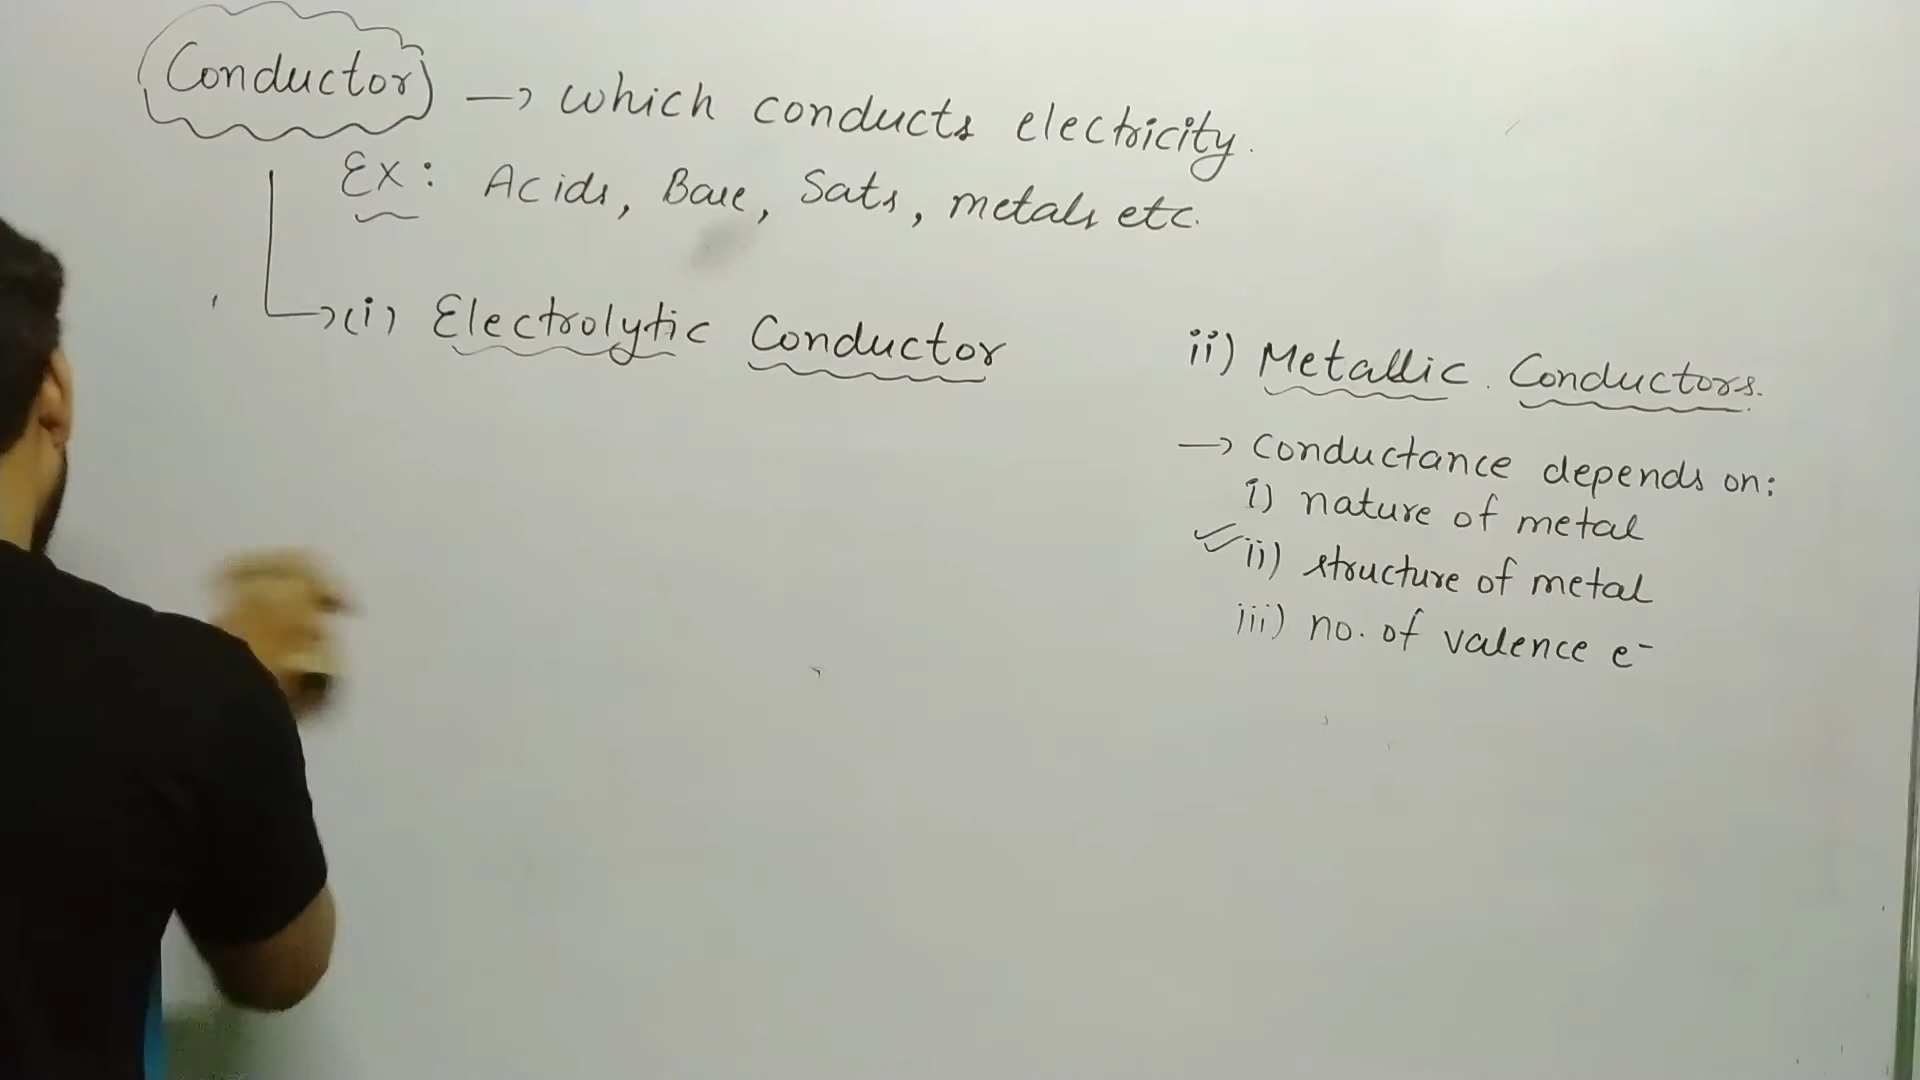 Conductor → which conducts electricity.
Ex: Acids, Base, Sats, metals etc.
→ (i) Electrolytic Conductor
ii) Metallic Conductors.
→ Conductance depends on:
i) nature of metal
ii) structure of metal
iii) no. of valence e⁻